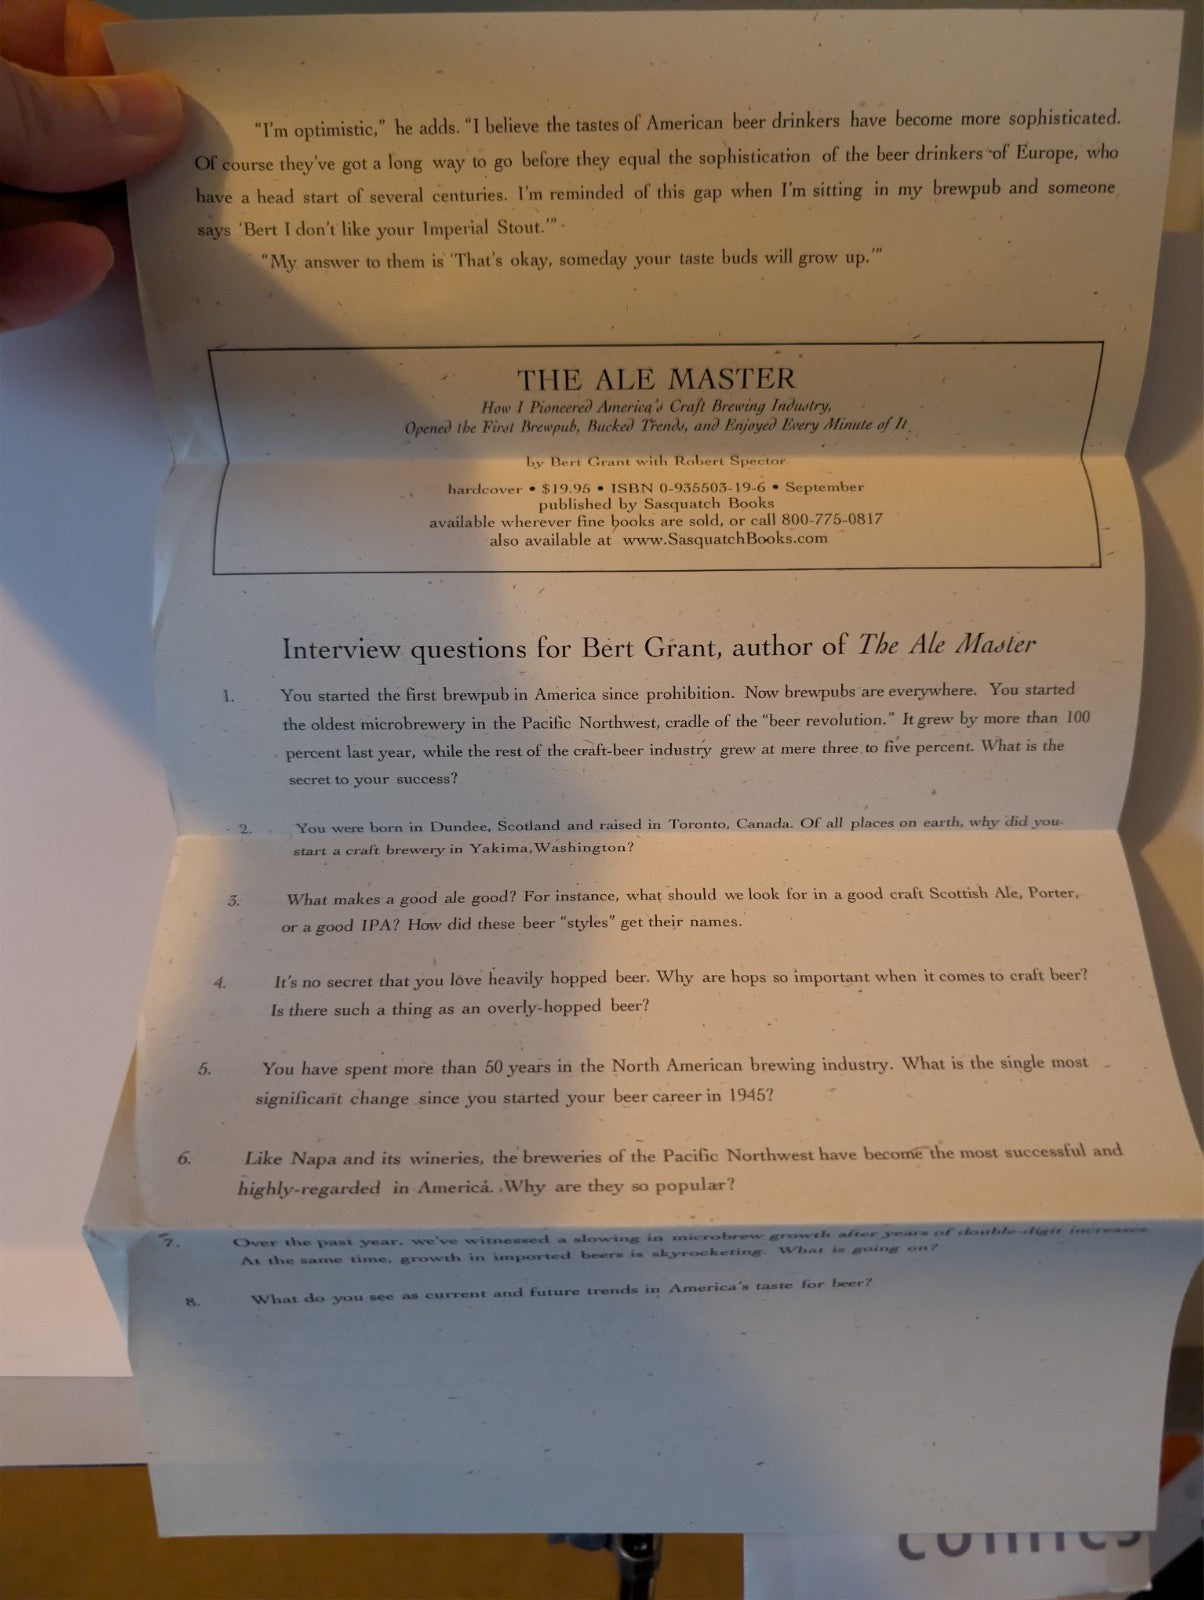 “I’m optimistic,” he adds. “I believe the tastes of American beer drinkers have become more sophisticated.
Of course they’ve got a long way to go before they equal the sophistication of the beer drinkers of Europe, who
have a head start of several centuries. I’m reminded of this gap when I’m sitting in my brewpub and someone
says ‘Bert I don’t like your Imperial Stout.’”
“My answer to them is ‘That’s okay, someday your taste buds will grow up.’”
THE ALE MASTER
How I Pioneered America’s Craft Brewing Industry,
Opened the First Brewpub, Bucked Trends, and Enjoyed Every Minute of It
by Bert Grant with Robert Spector
hardcover • $19.95 • ISBN 0-935503-19-6 • September
published by Sasquatch Books
available wherever fine books are sold, or call 800-775-0817
also available at www.SasquatchBooks.com
Interview questions for Bert Grant, author of The Ale Master
1. You started the first brewpub in America since prohibition. Now brewpubs are everywhere. You started
the oldest microbrewery in the Pacific Northwest, cradle of the “beer revolution.” It grew by more than 100
percent last year, while the rest of the craft-beer industry grew at mere three to five percent. What is the
secret to your success?
2. You were born in Dundee, Scotland and raised in Toronto, Canada. Of all places on earth, why did you
start a craft brewery in Yakima, Washington?
3. What makes a good ale good? For instance, what should we look for in a good craft Scottish Ale, Porter,
or a good IPA? How did these beer “styles” get their names.
4. It’s no secret that you love heavily hopped beer. Why are hops so important when it comes to craft beer?
Is there such a thing as an overly-hopped beer?
5. You have spent more than 50 years in the North American brewing industry. What is the single most
significant change since you started your beer career in 1945?
6. Like Napa and its wineries, the breweries of the Pacific Northwest have become the most successful and
highly-regarded in America. Why are they so popular?
7. Over the past year, we’ve witnessed a slowing in microbrew growth after years of double-digit increases.
At the same time, growth in imported beers is skyrocketing. What is going on?
8. What do you see as current and future trends in America’s taste for beer?